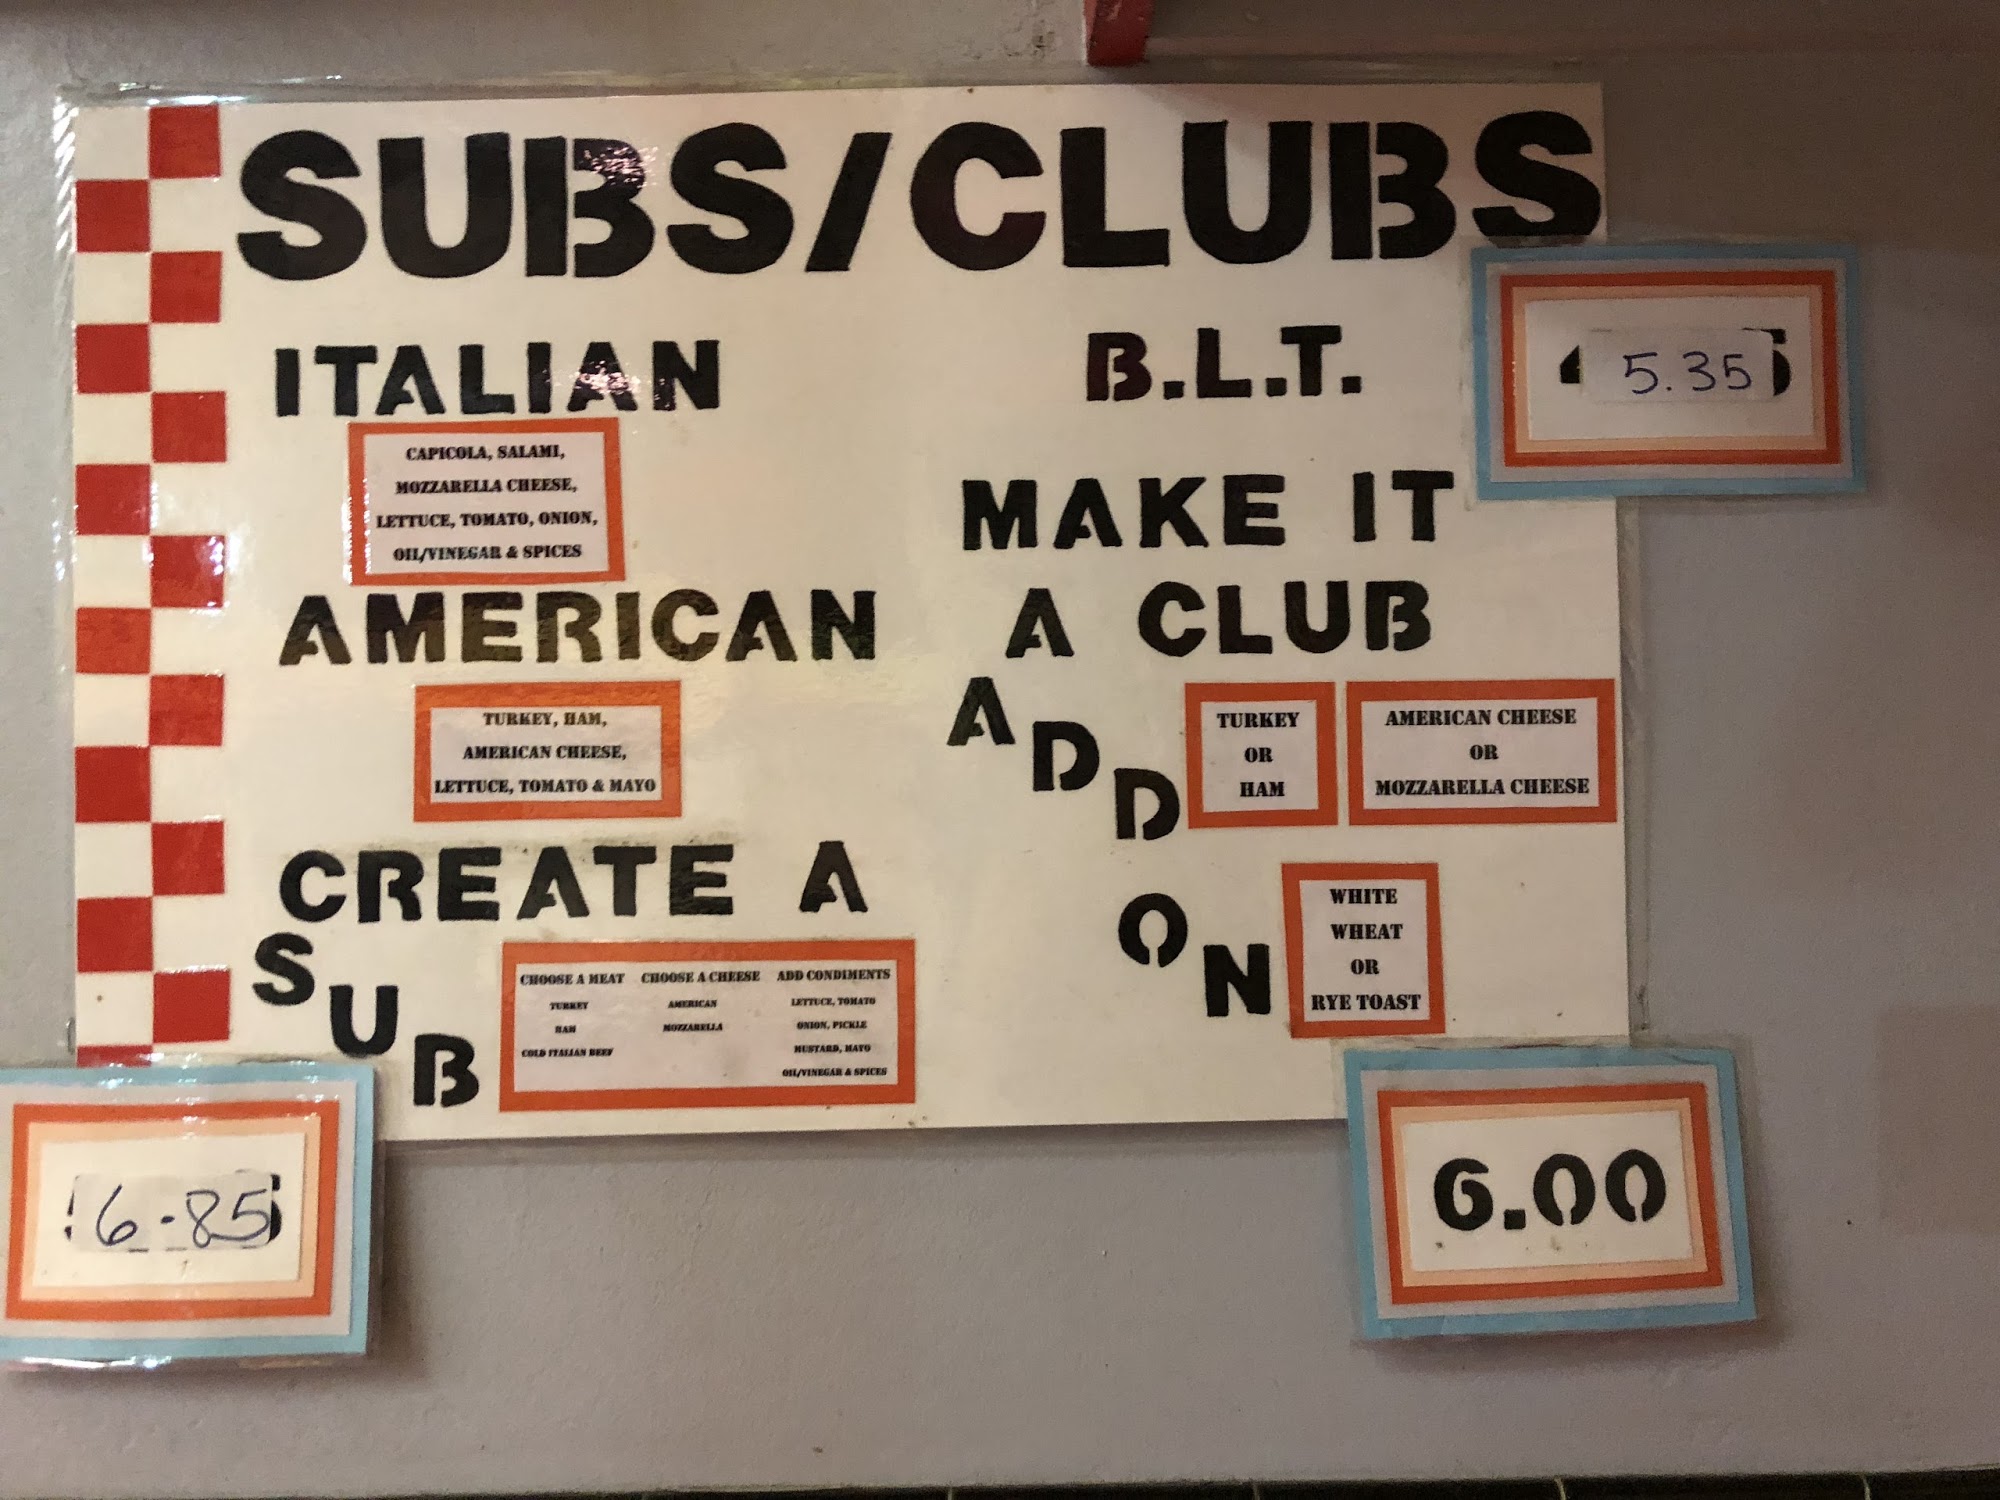 SUBS/CLUBS
ITALIAN
CAPICOLA, SALAMI,
MOZZARELLA CHEESE,
LETTUCE, TOMATO, ONION,
OIL/VINEGAR & SPICES
AMERICAN
TURKEY, HAM,
AMERICAN CHEESE,
LETTUCE, TOMATO & MAYO
CREATE A
SUB
CHOOSE A MEAT
TURKEY
HAM
COLD ITALIAN BEEF
CHOOSE A CHEESE
AMERICAN
MOZZARELLA
ADD CONDIMENTS
LETTUCE, TOMATO
ONION, PICKLE
MUSTARD, MAYO
OIL/VINEGAR & SPICES
6.85
B.L.T.
5.35
MAKE IT
A CLUB
ADD
ON
TURKEY
OR
HAM
AMERICAN CHEESE
OR
MOZZARELLA CHEESE
WHITE
WHEAT
OR
RYE TOAST
6.00